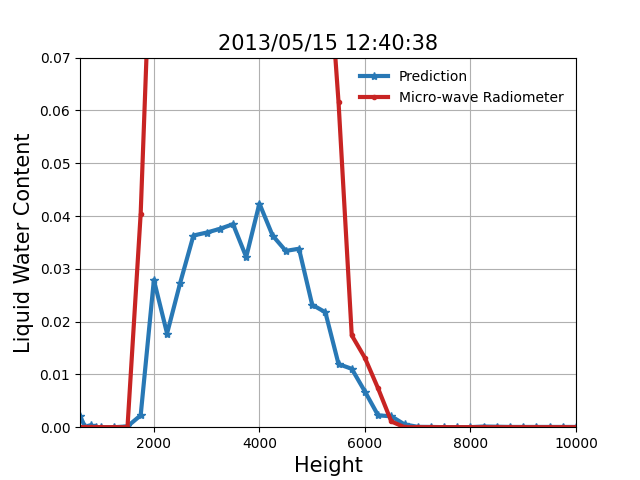 2013/05/15 12:40:38
0.07
0.06
0.05
0.04
0.03
0.02
0.01
0.00
Liquid Water Content
Prediction
Micro-wave Radiometer
2000 4000 6000 8000 10000
Height